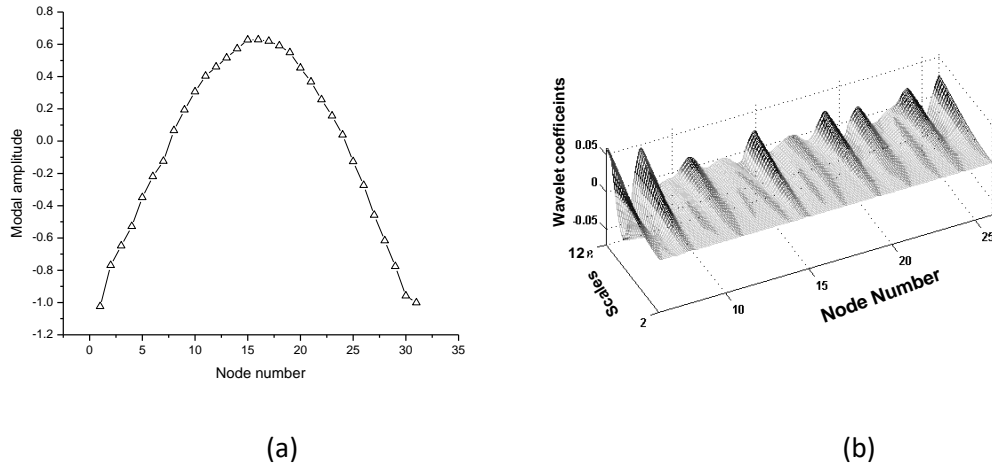 0.8
0.6
0.4
0.2
0.0
-0.2
-0.4
-0.6
-0.8
-1.0
-1.2
Modal amplitude
0 5 10 15 20 25 30 35
Node number
(a)
Wavelet coefficeints
0.05
0
-0.05
12
2
Scales
10
15
20
25
Node Number
(b)